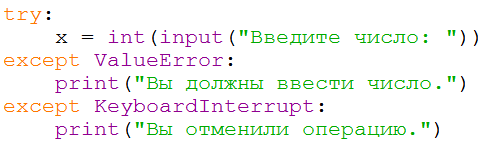 try:
    x = int(input("Введите число: "))
except ValueError:
    print("Вы должны ввести число.")
except KeyboardInterrupt:
    print("Вы отменили операцию.")